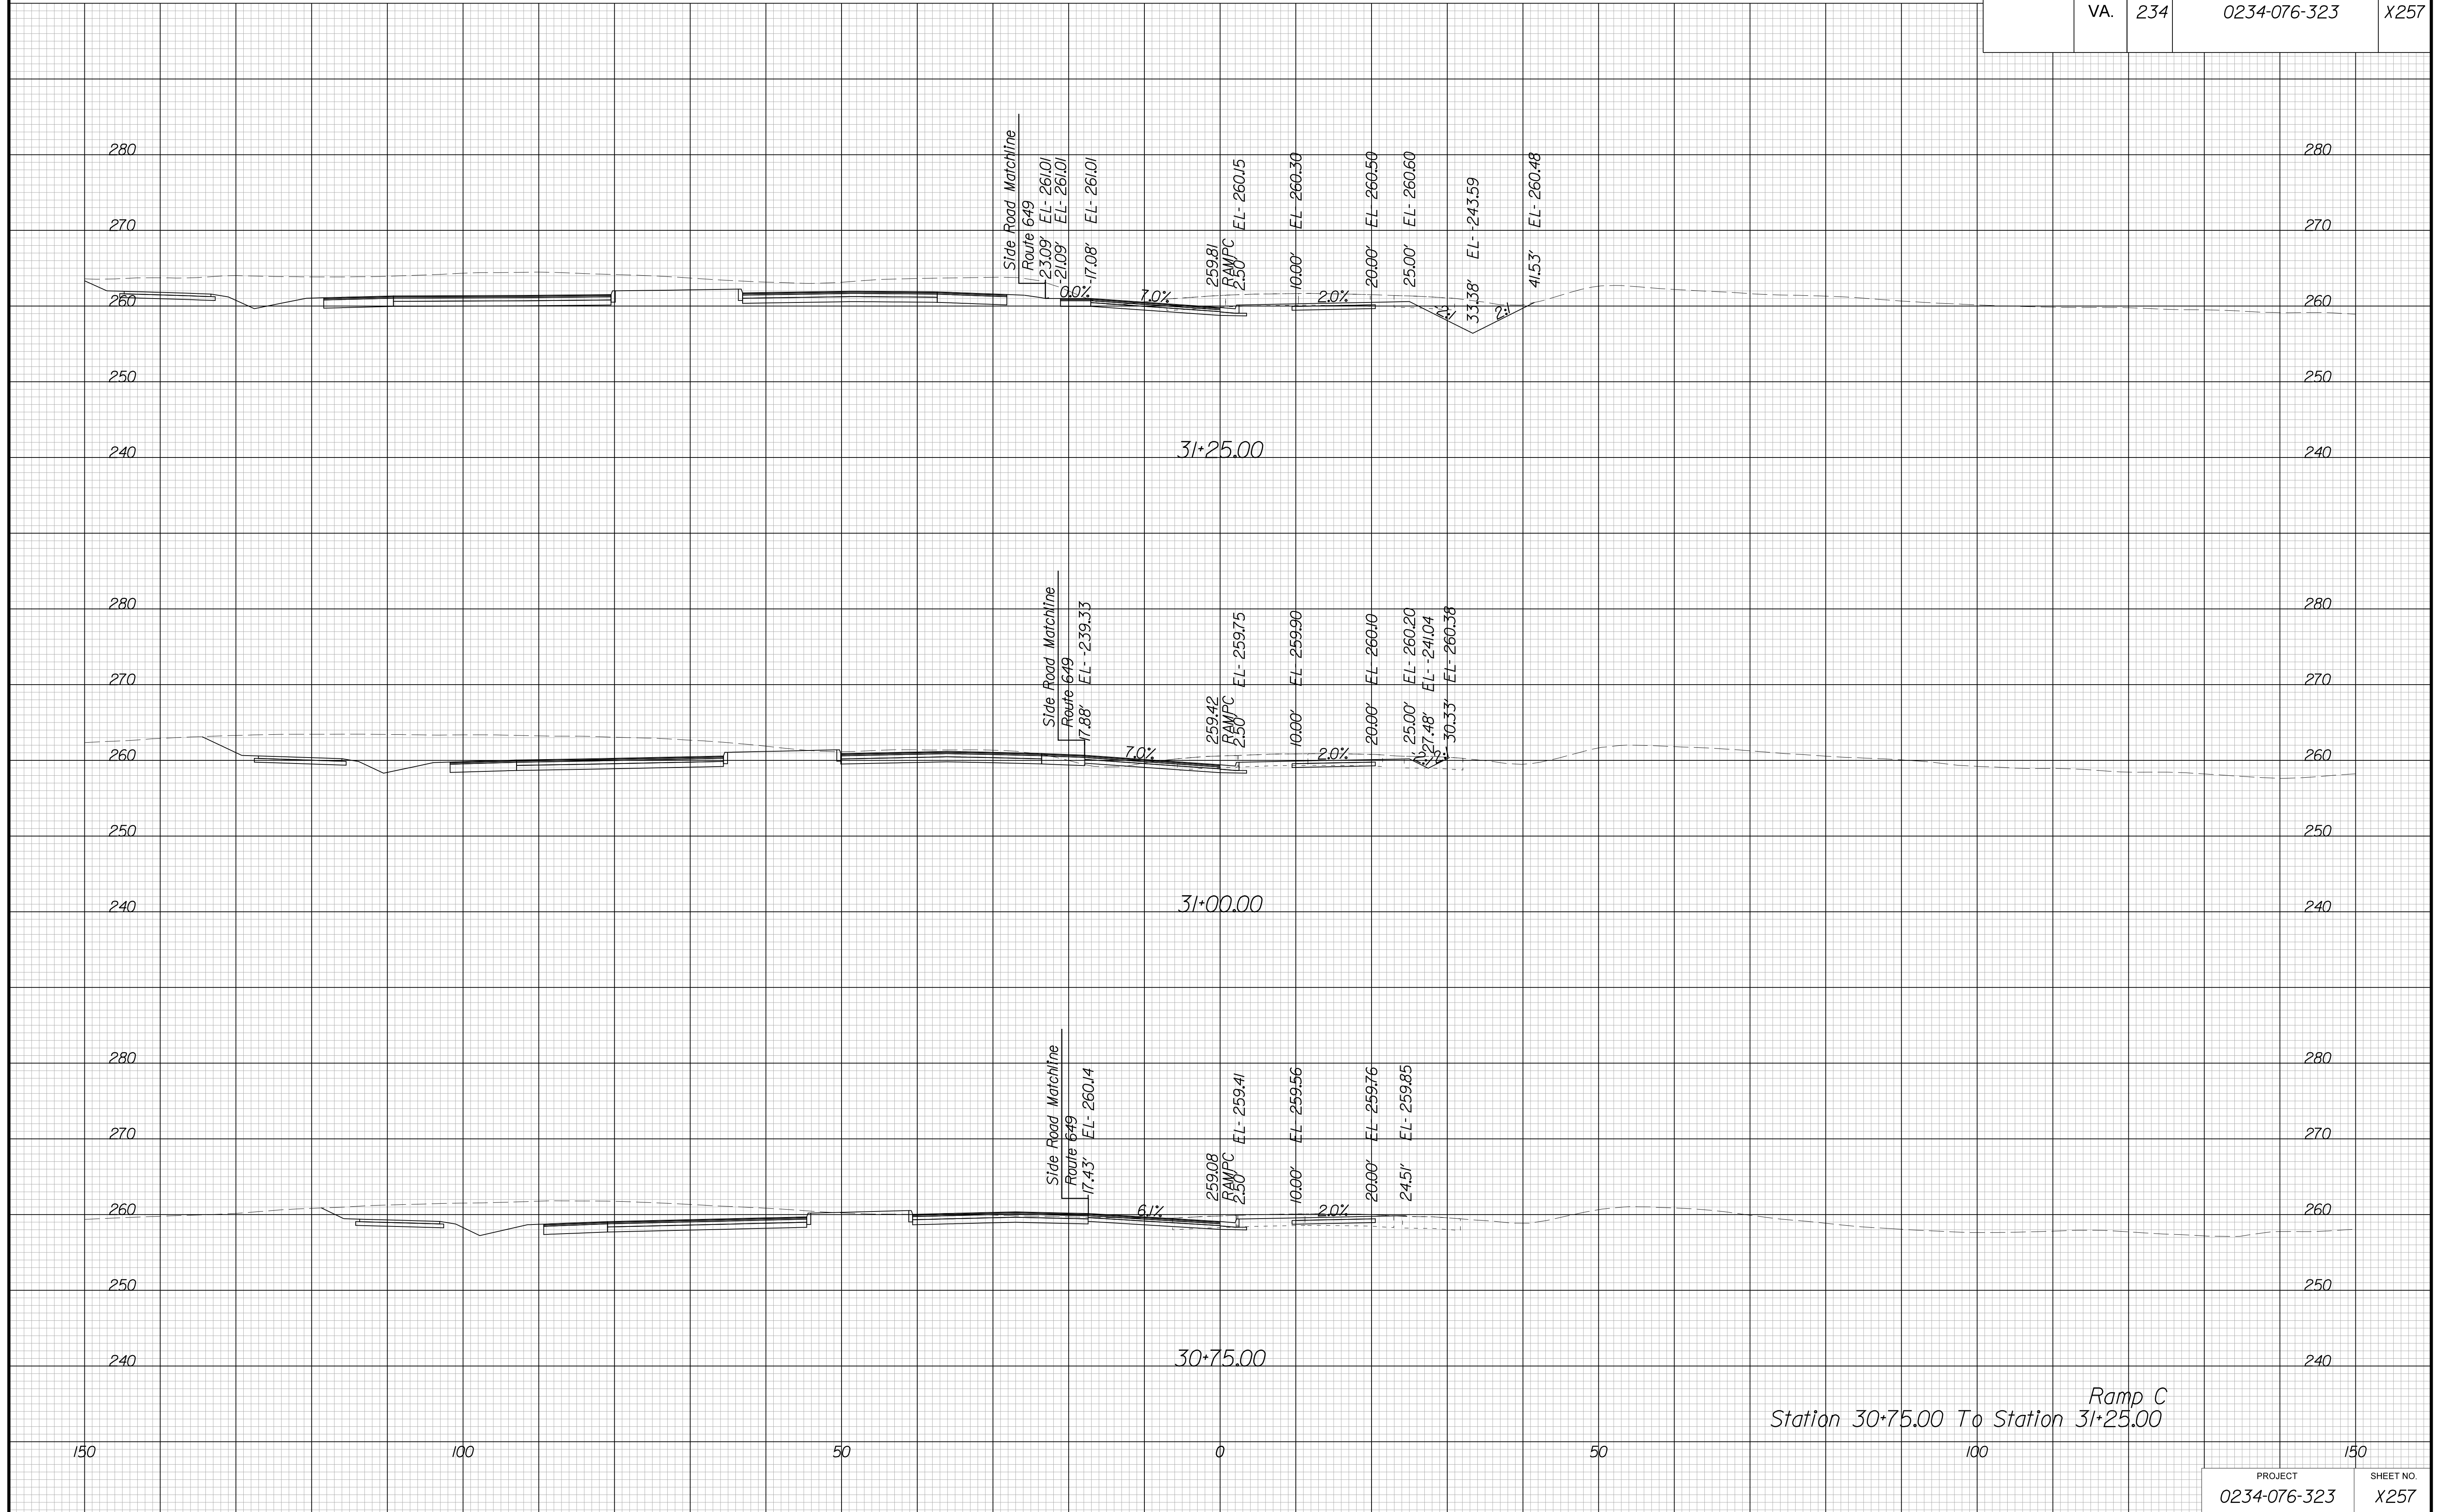 VA. 234 0234-076-323 X257
280 280
270 270
260 260
250 250
240 240
Side Road Matchline
Route 649
-23.09' EL- 261.01
-21.09' EL- 261.01
-17.08' EL- 261.01
259.81
RAMPC
2.50' EL- 260.15
10.00' EL- 260.30
20.00' EL- 260.50
25.00' EL- 260.60
33.38' EL- -243.59
41.53' EL- 260.48
0.0% 7.0% 2.0% 2:1 2:1
31+25.00
280 280
270 270
260 260
250 250
240 240
Side Road Matchline
Route 649
-17.88' EL- -239.33
259.42
RAMPC
2.50' EL- 259.75
10.00' EL- 259.90
20.00' EL- 260.10
25.00' EL- 260.20
27.48' EL- -241.04
30.33' EL- 260.38
7.0% 2.0% 2:1 2:1
31+00.00
280 280
270 270
260 260
250 250
240 240
Side Road Matchline
Route 649
-17.43' EL- 260.14
259.08
RAMPC
2.50' EL- 259.41
10.00' EL- 259.56
20.00' EL- 259.76
24.51' EL- 259.85
6.1% 2.0%
30+75.00
Ramp C
Station 30+75.00 To Station 31+25.00
150 100 50 0 50 100 150
PROJECT SHEET NO.
0234-076-323 X257